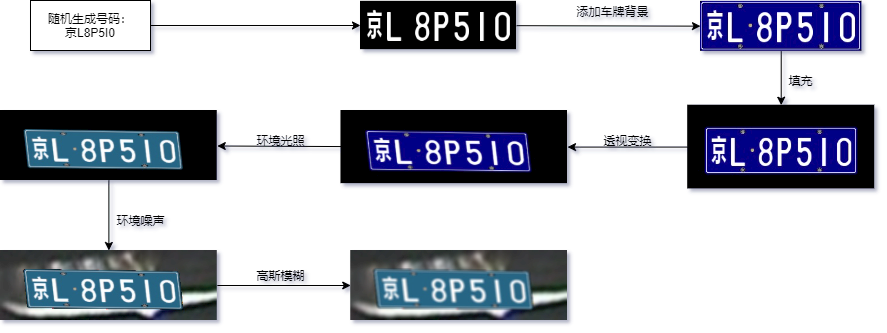 随机生成号码：
京L8P5I0
京L 8P5I0
添加车牌背景
京L·8P5I0
填充
京L·8P5I0
透视变换
京L·8P5I0
环境光照
京L·8P5I0
环境噪声
京L·8P5I0
高斯模糊
京L·8P5I0